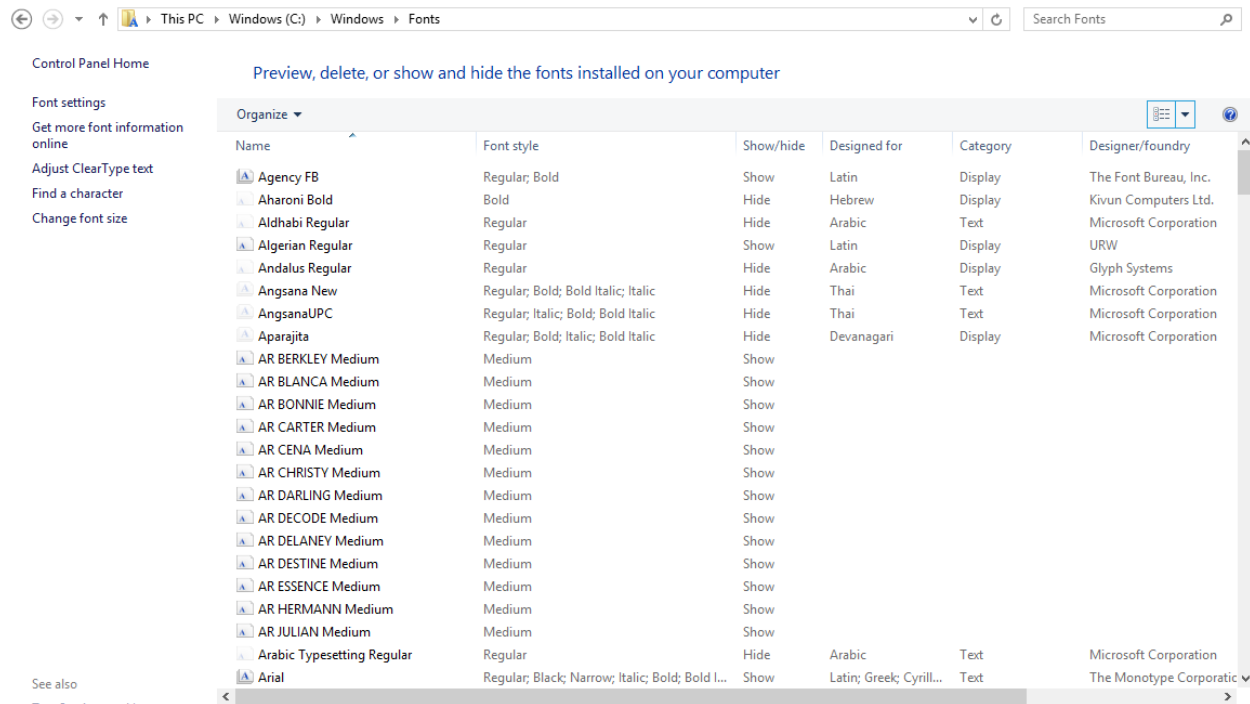 This PC Windows (C:) Windows Fonts
Search Fonts
Control Panel Home
Font settings
Get more font information
online
Adjust ClearType text
Find a character
Change font size
See also
Preview, delete, or show and hide the fonts installed on your computer
Organize
Name Font style Show/hide Designed for Category Designer/foundry
Agency FB Regular; Bold Show Latin Display The Font Bureau, Inc.
Aharoni Bold Bold Hide Hebrew Display Kivun Computers Ltd.
Aldhabi Regular Regular Hide Arabic Text Microsoft Corporation
Algerian Regular Regular Show Latin Display URW
Andalus Regular Regular Hide Arabic Display Glyph Systems
Angsana New Regular; Bold; Bold Italic; Italic Hide Thai Text Microsoft Corporation
AngsanaUPC Regular; Italic; Bold; Bold Italic Hide Thai Text Microsoft Corporation
Aparajita Regular; Bold; Italic; Bold Italic Hide Devanagari Display Microsoft Corporation
AR BERKLEY Medium Medium Show
AR BLANCA Medium Medium Show
AR BONNIE Medium Medium Show
AR CARTER Medium Medium Show
AR CENA Medium Medium Show
AR CHRISTY Medium Medium Show
AR DARLING Medium Medium Show
AR DECODE Medium Medium Show
AR DELANEY Medium Medium Show
AR DESTINE Medium Medium Show
AR ESSENCE Medium Medium Show
AR HERMANN Medium Medium Show
AR JULIAN Medium Medium Show
Arabic Typesetting Regular Regular Hide Arabic Text Microsoft Corporation
Arial Regular; Black; Narrow; Italic; Bold; Bold I... Show Latin; Greek; Cyrill... Text The Monotype Corporatic